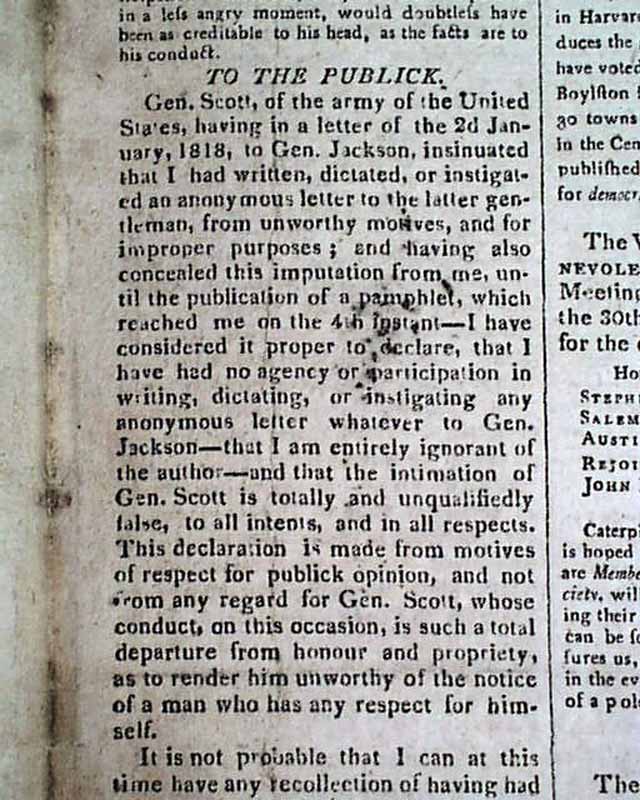 in a leſs angry moment, would doubtleſs have
been as creditable to his head, as the facts are to
his conduct.
TO THE PUBLICK.
Gen. Scott, of the army of the United
States, having in a letter of the 2d Jan-
uary, 1818, to Gen. Jackson, insinuated
that I had written, dictated, or instigat-
ed an anonymous letter to the latter gen-
tleman, from unworthy motives, and for
improper purposes; and having also
concealed this imputation from me, un-
til the publication of a pamphlet, which
reached me on the 4th instant—I have
considered it proper to declare, that I
have had no agency or participation in
writing, dictating, or instigating any
anonymous letter whatever to Gen.
Jackson—that I am entirely ignorant of
the author—and that the intimation of
Gen. Scott is totally and unqualifiedly
false, to all intents, and in all respects.
This declaration is made from motives
of respect for publick opinion, and not
from any regard for Gen. Scott, whose
conduct, on this occasion, is such a total
departure from honour and propriety,
as to render him unworthy of the notice
of a man who has any respect for him-
self.
It is not probable that I can at this
time have any recollection of having had
in Harvar
duces the
have voted
Boylſton
30 towns
in the Cen
publiſhed
for democr
The
NEVOLE
Meeting
the 30th
for the
Ho
STEPH
SALEM
AUSTI
REJOI
JOHN
Caterp
is hoped
are Membe
ciety, wil
ing their
can be ſo
ſures us,
in the ev
of a pol
The